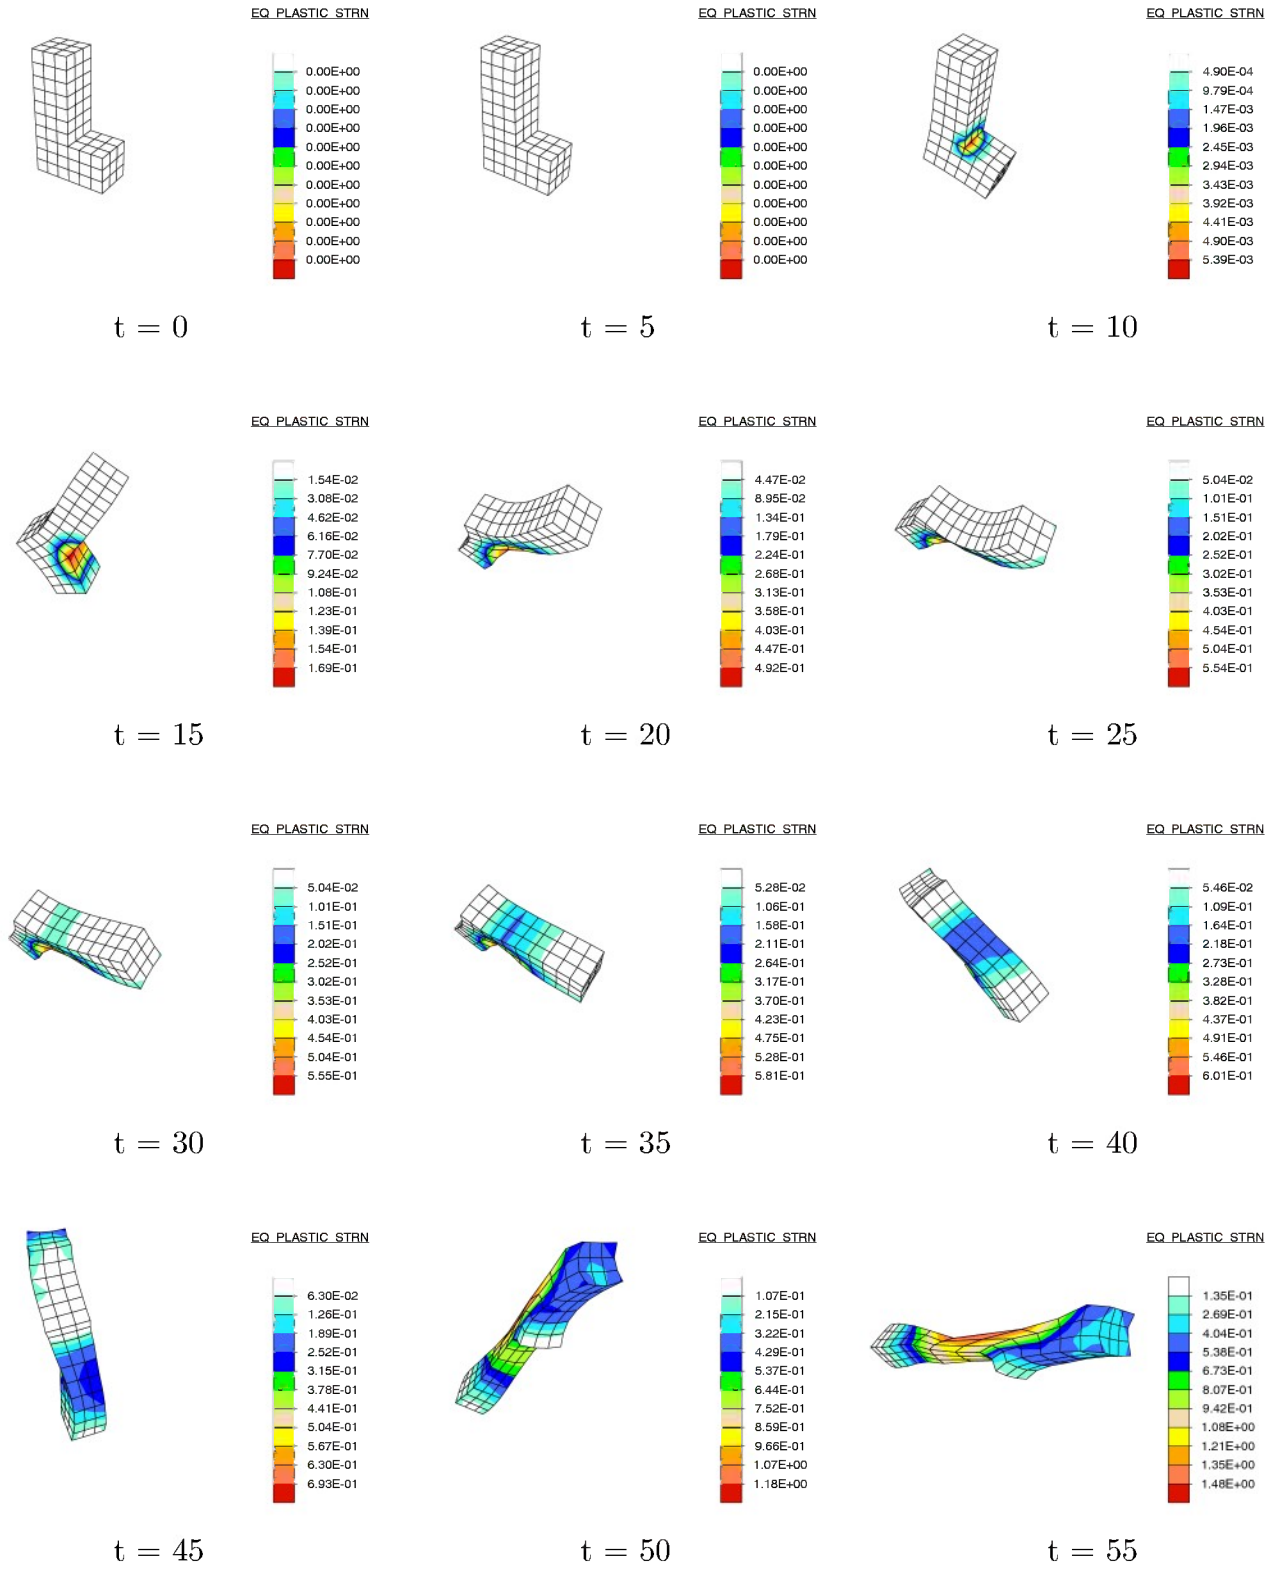 EQ PLASTIC STRN
0.00E+00
0.00E+00
0.00E+00
0.00E+00
0.00E+00
0.00E+00
0.00E+00
0.00E+00
0.00E+00
0.00E+00
0.00E+00
t = 0
EQ PLASTIC STRN
0.00E+00
0.00E+00
0.00E+00
0.00E+00
0.00E+00
0.00E+00
0.00E+00
0.00E+00
0.00E+00
0.00E+00
0.00E+00
t = 5
EQ PLASTIC STRN
4.90E-04
9.79E-04
1.47E-03
1.96E-03
2.45E-03
2.94E-03
3.43E-03
3.92E-03
4.41E-03
4.90E-03
5.39E-03
t = 10
EQ PLASTIC STRN
1.54E-02
3.08E-02
4.62E-02
6.16E-02
7.70E-02
9.24E-02
1.08E-01
1.23E-01
1.39E-01
1.54E-01
1.69E-01
t = 15
EQ PLASTIC STRN
4.47E-02
8.95E-02
1.34E-01
1.79E-01
2.24E-01
2.68E-01
3.13E-01
3.58E-01
4.03E-01
4.47E-01
4.92E-01
t = 20
EQ PLASTIC STRN
5.04E-02
1.01E-01
1.51E-01
2.02E-01
2.52E-01
3.02E-01
3.53E-01
4.03E-01
4.54E-01
5.04E-01
5.54E-01
t = 25
EQ PLASTIC STRN
5.04E-02
1.01E-01
1.51E-01
2.02E-01
2.52E-01
3.02E-01
3.53E-01
4.03E-01
4.54E-01
5.04E-01
5.55E-01
t = 30
EQ PLASTIC STRN
5.28E-02
1.06E-01
1.58E-01
2.11E-01
2.64E-01
3.17E-01
3.70E-01
4.23E-01
4.75E-01
5.28E-01
5.81E-01
t = 35
EQ PLASTIC STRN
5.46E-02
1.09E-01
1.64E-01
2.18E-01
2.73E-01
3.28E-01
3.82E-01
4.37E-01
4.91E-01
5.46E-01
6.01E-01
t = 40
EQ PLASTIC STRN
6.30E-02
1.26E-01
1.89E-01
2.52E-01
3.15E-01
3.78E-01
4.41E-01
5.04E-01
5.67E-01
6.30E-01
6.93E-01
t = 45
EQ PLASTIC STRN
1.07E-01
2.15E-01
3.22E-01
4.29E-01
5.37E-01
6.44E-01
7.52E-01
8.59E-01
9.66E-01
1.07E+00
1.18E+00
t = 50
EQ PLASTIC STRN
1.35E-01
2.69E-01
4.04E-01
5.38E-01
6.73E-01
8.07E-01
9.42E-01
1.08E+00
1.21E+00
1.35E+00
1.48E+00
t = 55